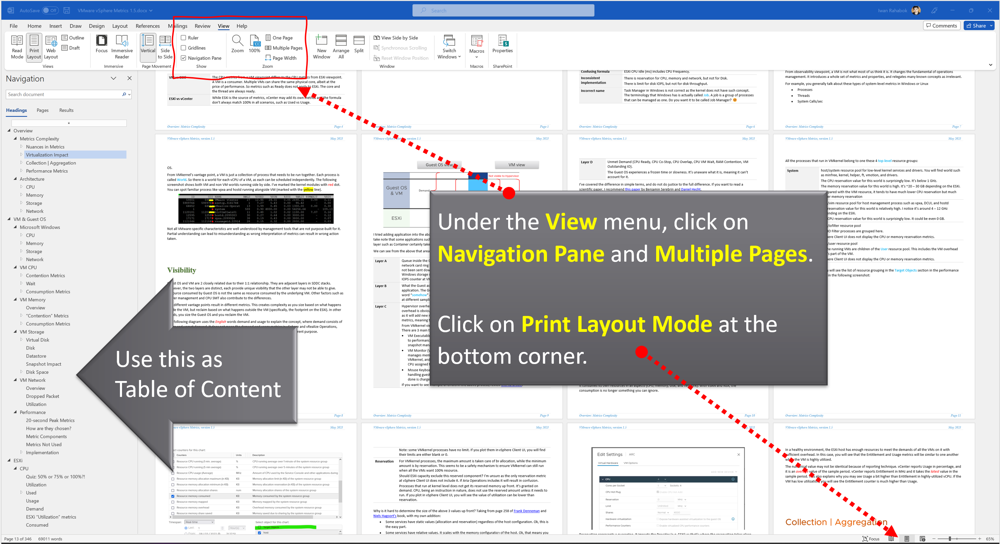 AutoSave Off VMware vSphere Metrics 1.5.docx Search Iwan Rahabok
File Home Insert Draw Design Layout References Mailings Review View Help Comments Share
Read Mode
Print Layout
Web Layout
Outline
Draft
Views
Focus
Immersive Reader
Immersive
Vertical
Side to Side
Page Movement
Ruler
Gridlines
Navigation Pane
Show
Zoom
100%
One Page
Multiple Pages
Page Width
Zoom
New Window
Arrange All
Split
View Side by Side
Synchronous Scrolling
Reset Window Position
Window
Switch Windows
Macros
Macros
Properties
SharePoint
Navigation
Search document
Headings Pages Results
Overview
Metrics Complexity
Nuances in Metrics
Virtualization Impact
Collection | Aggregation
Performance Metrics
Architecture
CPU
Memory
Storage
Network
VM & Guest OS
Microsoft Windows
CPU
Memory
Storage
Network
VM CPU
Contention Metrics
Wait
Consumption Metrics
VM Memory
Overview
"Contention" Metrics
Consumption Metrics
VM Storage
Virtual Disk
Disk
Datastore
Snapshot Impact
Disk Space
VM Network
Overview
Dropped Packet
Utilization
Performance
20-second Peak Metrics
How are they chosen?
Metric Components
Metrics Not Used
Implementation
ESXi
CPU
Quiz: 50% or 75% or 100%?!
Utilization
Used
Usage
Demand
ESXi "Utilization" metrics
Consumed
The CPU metrics from a VM viewpoint differs to the CPU metrics from ESXi viewpoint.
A VM is a consumer. Multiple VMs can share the same physical core, albeit at the
price of performance. So metrics such as Ready does not apply to ESXi. The core and
the thread are always ready.
ESXi vs vCenter
While ESXi is the source of metrics, vCenter may add its own metrics and the formula
don't always match 100% in all scenarios, such as Used vs Usage.
Overview: Metrics Complexity Page 4
Overview: Metrics Complexity Page 5
Confusing formula ESXi CPU Idle (ms) includes CPU Frequency.
Inconsistent implementation
There is reservation for CPU, memory and network, but not for Disk.
There is limit for disk IOPS, but not for disk throughput.
Incorrect name
Task Manager in Windows is not correct as the kernel does not have such concept.
The terminology that Windows has is actually called Job. A job is a group of processes
that can be managed as one. Do you want it to be called Job Manager? 😊
Overview: Metrics Complexity Page 6
From observability viewpoint, a VM is not what most of us think it is. It changes the fundamental of operations
management. It introduces a whole set of metrics and properties, and relegates many known concepts as irrelevant.
For example, you generally talk about these types of system-level metrics in Windows or Linux
• Processes
• Threads
• System Calls/sec
Overview: Metrics Complexity Page 7
VMware vSphere Metrics, version 1.5 May 2023
OS.
From VMkernel's vantage point, a VM is just a collection of process that needs to be run together. Each process is
called World. So there is a world for each vCPU of a VM, as each can be scheduled independently. The following
screenshot shows both VM and non VM worlds running side by side. I've marked the kernel modules with red dot.
You can spot familiar process like vpxa and hostd running alongside VM (marked with the yellow line).
ID GID NAME NWLD %USED %RUN %SYS %WAIT %VMWAIT %RDY
Not all VMware-specific characteristics are well understood by management tools that are not purpose-built for it.
Partial understanding can lead to misunderstanding as wrong interpretation of metrics can result in wrong action
taken.
Visibility
st OS and VM are 2 closely related due to their 1:1 relationship. They are adjacent layers in SDDC stacks.
ever, the two layers are distinct, each provide unique visibility that the other layer may not be able to give.
ource consumed by Guest OS is not the same as resource consumed by the underlying VM. Other factors such as
er management and CPU SMT also contribute to the differences.
different vantage points result in different metrics. This creates complexity as you size based on what happens
de the VM, but reclaim based on what happens outside the VM (specifically, the footprint on the ESXi). In other
ds, you size the Guest OS and you reclaim the VM.
following diagram uses the English words demand and usage to explain the concept, where demand consists of
and vRealize Operations,
rent purpose.
Page 8
VMware vSphere Metrics, version 1.5 May 2023
Guest OS view VM view
Not visible to Hypervisor
Guest OS & VM
Demand
ESXi
I tried adding application into the abo
take note that some applications suc
layer such as Container certainly take
We can see from the above that area
Layer A
Queue inside the G
network card ring
not been sent dow
Windows storage s
IOPS counter at VM
Layer B
What the Guest ac
application. The G
word "somehow" a
at different sampli
Layer C
Hypervisor overhe
overhead is obviou
as it will add new r
metrics, meaning t
From VMkernel vie
There are 3 main t
• VM Executable
to performanc
snapshot man
• VM Monitor (V
manages mem
VMkernel, and
CPU assigned t
• Mouse Keyboa
handling guest
done is charge
If you want to see
Overview: Metrics Complexity Page 9
VMware vSphere Metrics, version 1.5 May 2023
Layer D
Unmet Demand (CPU Ready, CPU Co-Stop, CPU Overlap, CPU VM Wait, RAM Contention, VM
Outstanding IO).
The Guest OS experiences a frozen time or slowness. It's unaware what it is, meaning it can't
account for it.
I've covered the difference in simple terms, and do not do justice to the full difference. If you want to read a
scientific paper, I recommend this paper by Benjamin Serebrin and Daniel Hecht.
consumption is no longer something you can ignore.
Overview: Metrics Complexity Page 10
VMware vSphere Metrics, version 1.5 May 2023
All the processes that run in VMkernel belong to one these 4 top-level resource groups:
System
host/system resource pool for low-level kernel services and drivers. You will find world such
as minfree, kernel, helper, ft, vmotion, and drivers.
The CPU reservation value for this world is surprisingly low. It's below 1 GHz.
The memory reservation value for this world is high. It's ~20 – 30 GB depending on the ESXi.
pared with the VIM resource, it tends to have much lower CPU reservation but much
er memory reservation
/vim resource pool for host management process such as vpxa, DCUI, and hostd
reservation value for this world is relatively high. I notice it's around 4 – 12 GHz
ending on the ESXi.
CPU reservation value for this world is surprisingly low. It could be even 0 GB.
/iofilter resource pool
IO Filter processes are grouped here.
ere Client UI does not display the CPU or memory reservation metrics.
/user resource pool
he running VMs are children of the User resource pool. This includes the VM overhead
's part of the VM.
ere Client UI does not display the CPU or memory reservation metrics.
will see the list of resource grouping in the Target Objects section in the performance
in the following screenshot:
Overview: Metrics Complexity Page 11
Under the View menu, click on
Navigation Pane and Multiple Pages.
Click on Print Layout Mode at the
bottom corner.
Use this as
Table of Content
ware vSphere Metrics, version 1.5 May 2023
ect counters for this chart:
Counters Units Description
Resource CPU running (1 min. average) % CPU running average over 1 minute of the system resource group
Resource CPU running (5 min average) % CPU running average over 5 minutes of the system resource group
Resource CPU usage (Average) MHz Amount of CPU used by the Service Console and other applications during
Resource memory allocation maximum (in KB) KB Memory allocation limit (in KB) of the system resource group
Resource memory allocation minimum (in KB) KB Memory allocation reservation (in KB) of the system resource group
Resource memory allocation shares num Memory allocation shares of the system resource group
Resource memory consumed KB Memory consumed by the system resource group
Resource memory mapped KB Memory mapped by the system resource group
Resource memory overhead KB Overhead memory consumed by the system resource group
Resource memory share saved KB Memory saved due to sharing by the system resource group
Timespan: Real-time Select object for this chart:
Last: 1 Hour(s) Target Objects
host
VMware vSphere Metrics, version 1.5 May 2023
Note: some VMkernel processes have no limit. If you plot them in vSphere Client UI, you will find
their limits are either blank or 0.
Reservation
For VMkernel processes, the maximum amount is taken care of by allocation, while the minimum
amount is by reservation. This seems to be a safety mechanism to ensure VMkernel can still run
when all the VMs want 100% resource.
Should ESXi capacity exclude this reserved component? I'm unsure as the only reservation metric
at vSphere Client UI does not include it. If Aria Operations includes it will result in confusion.
Processes that run at kernel level does not get its reserved memory up front. It's granted on
demand. CPU, being an instruction in nature, does not use the reserved amount unless it needs to
run. If you plot in vSphere Client UI, you will see the value of utilization can be lower than
reservation.
Why is it hard to determine the size of the above 3 values up front? Taking from page 258 of Frank Denneman and
Niels Hagoort's book, with my own addition:
• Some services have static values (allocation and reservation) regardless of the host configuration. Ok, this is
the easy part.
• Some services have relative values. It scales with the memory configuration of the host. Ok, that means you
VMware vSphere Metrics, version 1.5
Edit Settings ARC
Virtual Hardware VM Options
ADD NEW DEVICE
CPU 4
Cores per Socket 1 Sockets: 4
CPU Hot Plug Enable CPU Hot Add
Reservation 0 MHz
Limit Unlimited MHz
Shares Normal 4000
Hardware virtualization Expose hardware assisted virtualization to the guest OS
Performance Counters Enable virtualized CPU performance counters
VMware vSphere Metrics, version 1.5 May 2023
In a healthy environment, the ESXi host has enough resources to meet the demands of all the VMs on it with
sufficient overhead. In this case, you will see that the Entitlement and Usage metrics will be similar to one another
when the VM is highly utilized.
The numerical value may not be identical because of reporting technique. vCenter reports Usage in percentage, and
it is an average value of the sample period. vCenter reports Entitlement in MHz and it takes the latest value in the
sample period. This also explains why you may see Usage a bit higher than Entitlement in highly-utilized vCPU. If the
VM has low utilization, you will see the Entitlement counter is much higher than Usage.
Collection | Aggregation
Page 13 of 346 69011 words Focus 65%